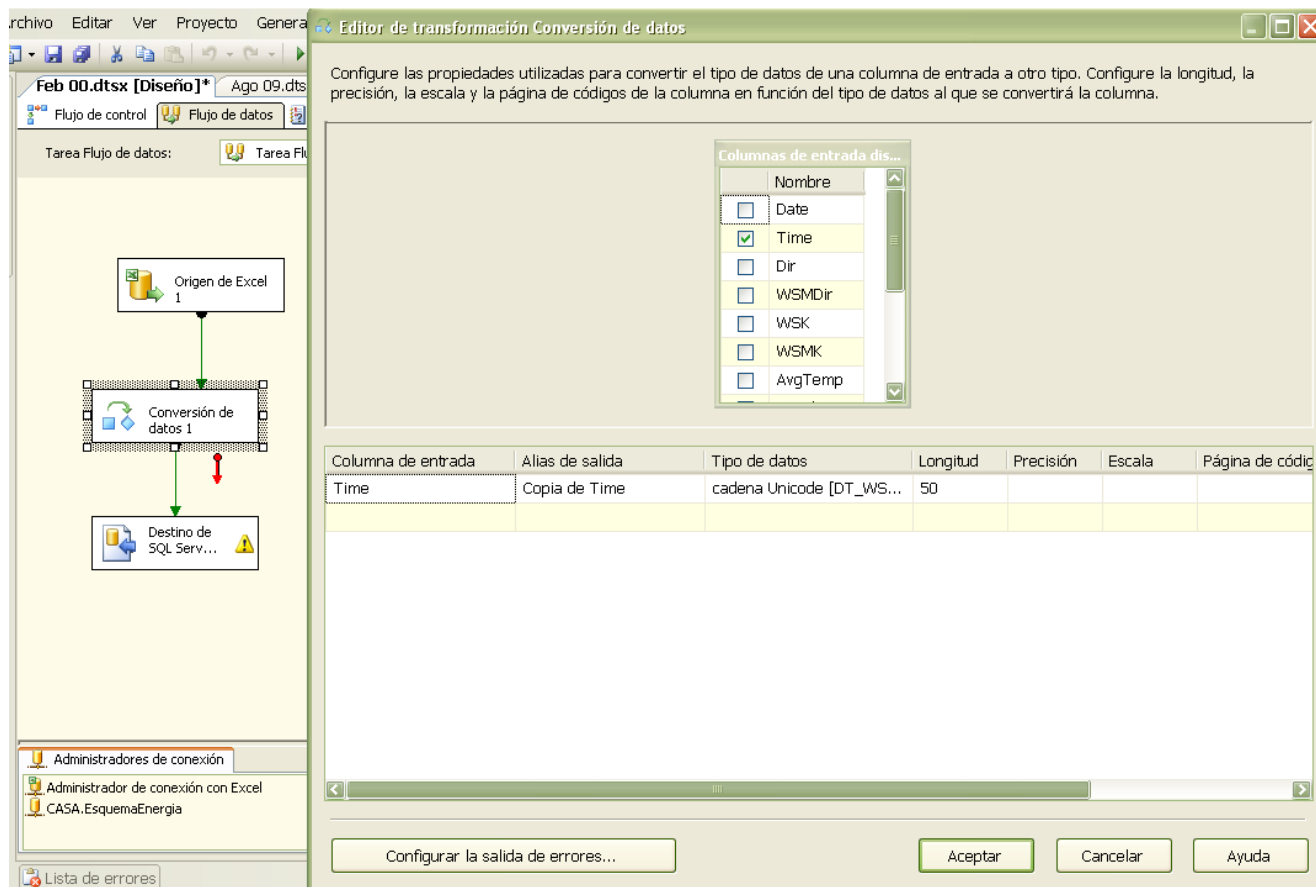 rchivo Editar Ver Proyecto Genera
Editor de transformación Conversión de datos
Feb 00.dtsx [Diseño]* Ago 09.dts
Flujo de control Flujo de datos
Tarea Flujo de datos: Tarea Flu
Configure las propiedades utilizadas para convertir el tipo de datos de una columna de entrada a otro tipo. Configure la longitud, la
precisión, la escala y la página de códigos de la columna en función del tipo de datos al que se convertirá la columna.
Columnas de entrada dis...
Nombre
Date
Time
Dir
WSMDir
WSK
WSMK
AvgTemp
Origen de Excel
1
Conversión de
datos 1
Destino de
SQL Serv...
Columna de entrada Alias de salida Tipo de datos Longitud Precisión Escala Página de códig
Time Copia de Time cadena Unicode [DT_WS... 50
Administradores de conexión
Administrador de conexión con Excel
CASA.EsquemaEnergia
Configurar la salida de errores... Aceptar Cancelar Ayuda
Lista de errores